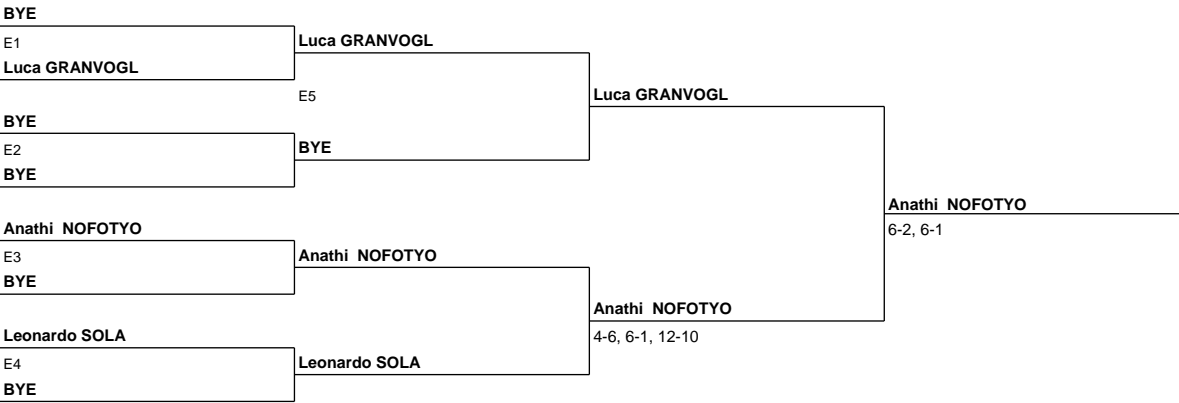 BYE
E1
Luca GRANVOGL
BYE
E2
BYE
Anathi NOFOTYO
E3
BYE
Leonardo SOLA
E4
BYE
Luca GRANVOGL
E5
BYE
Anathi NOFOTYO
Leonardo SOLA
Luca GRANVOGL
Anathi NOFOTYO
4-6, 6-1, 12-10
Anathi NOFOTYO
6-2, 6-1